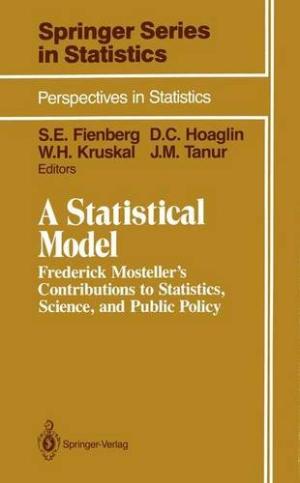 Springer Series
in Statistics
Perspectives in Statistics
S.E. Fienberg D.C. Hoaglin
W.H. Kruskal J.M. Tanur
Editors
A Statistical
Model
Frederick Mosteller's
Contributions to Statistics,
Science, and Public Policy
Springer-Verlag